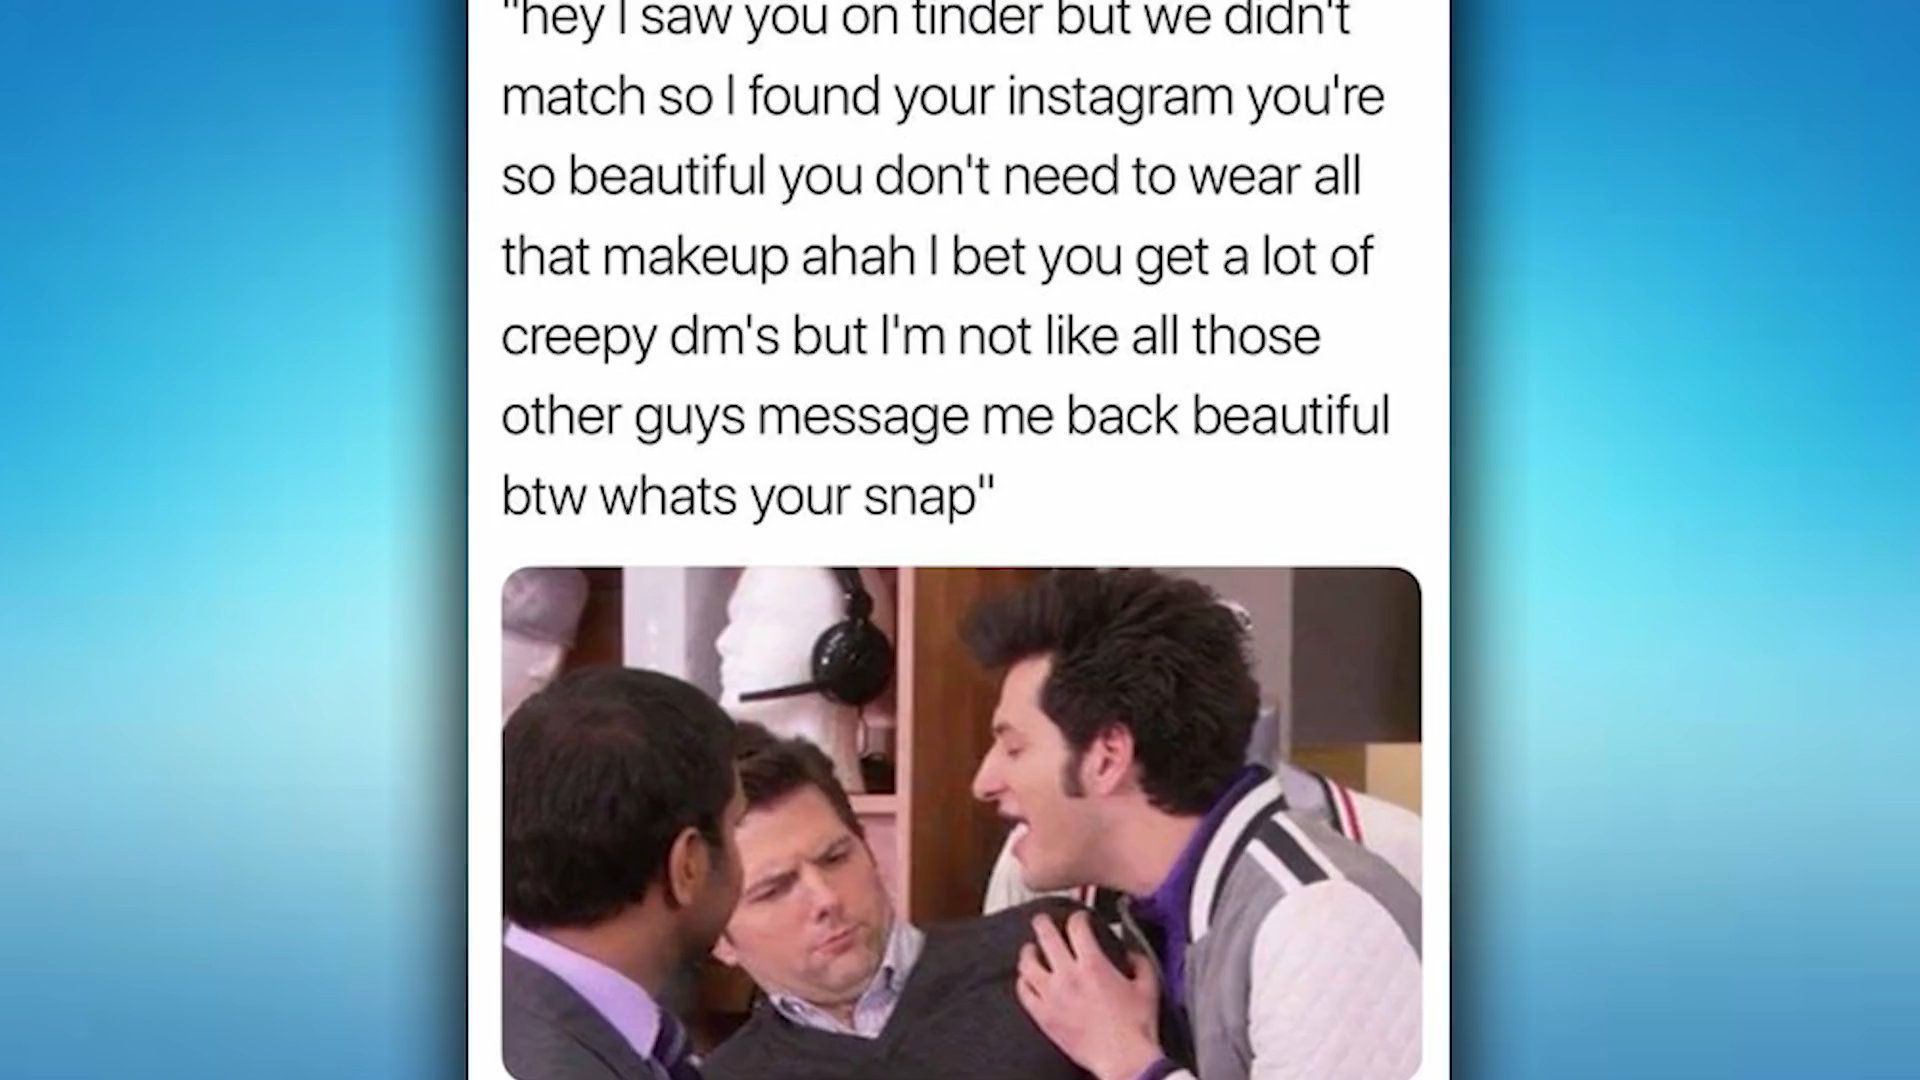 "hey I saw you on tinder but we didn't
match so I found your instagram you're
so beautiful you don't need to wear all
that makeup ahah I bet you get a lot of
creepy dm's but I'm not like all those
other guys message me back beautiful
btw whats your snap"